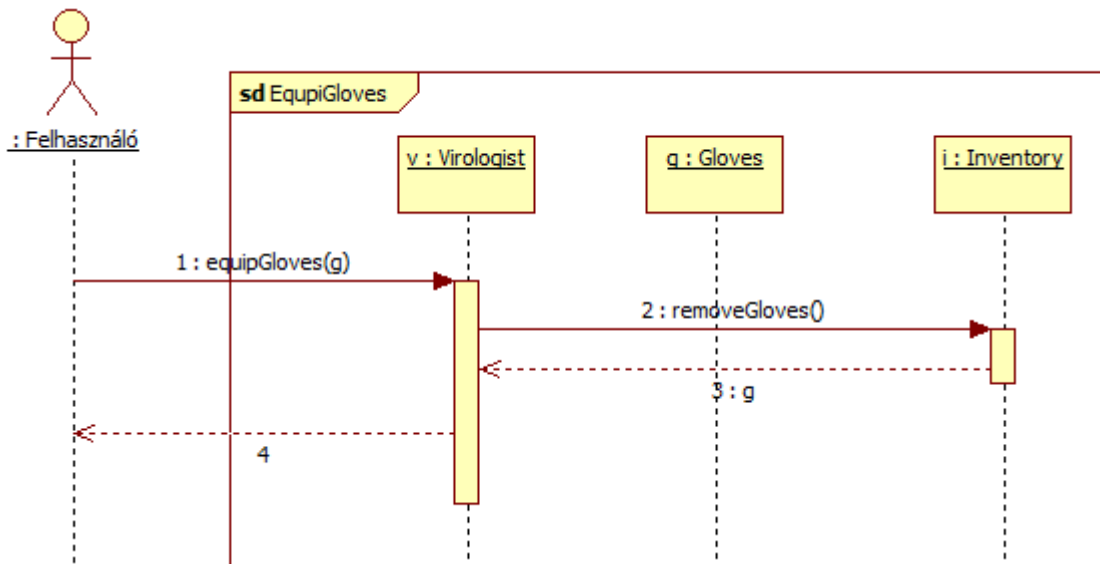 sd EqupiGloves
: Felhasználó
v : Virologist
g : Gloves
i : Inventory
1 : equipGloves(g)
2 : removeGloves()
3 : g
4